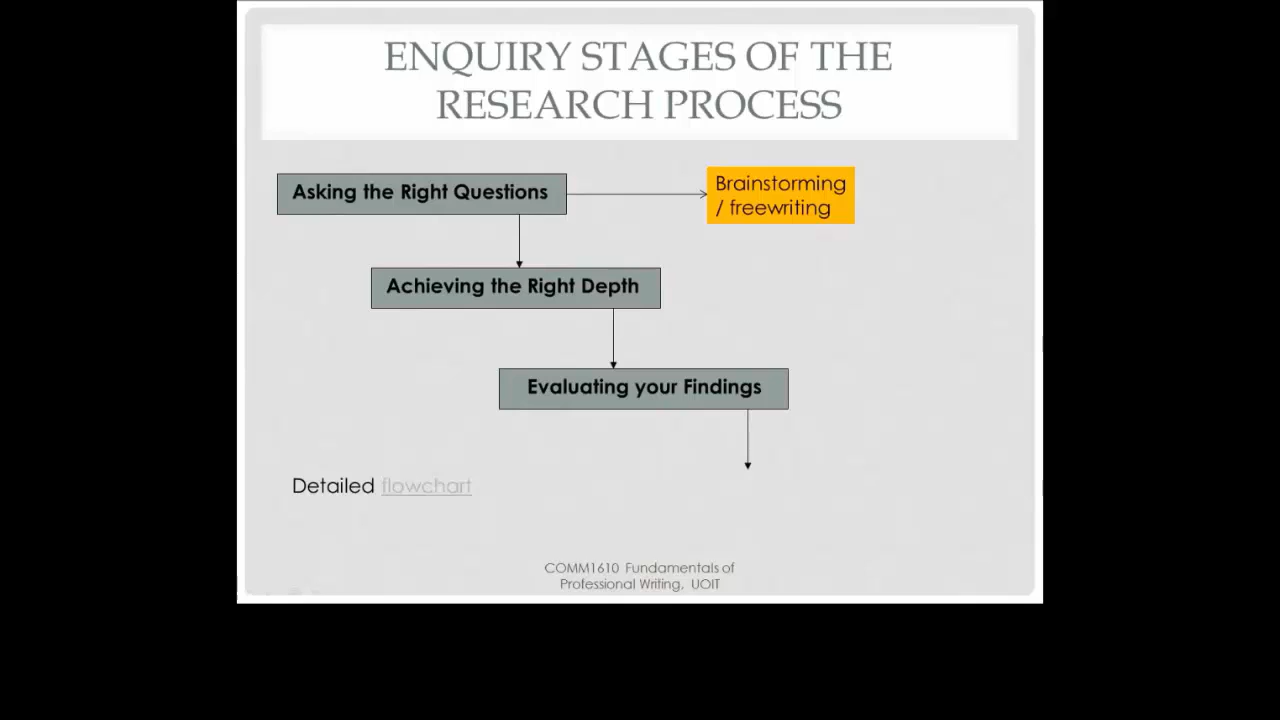 ENQUIRY STAGES OF THE
RESEARCH PROCESS
Asking the Right Questions
Brainstorming
/ freewriting
Achieving the Right Depth
Evaluating your Findings
Detailed flowchart
COMM1610 Fundamentals of
Professional Writing, UOIT